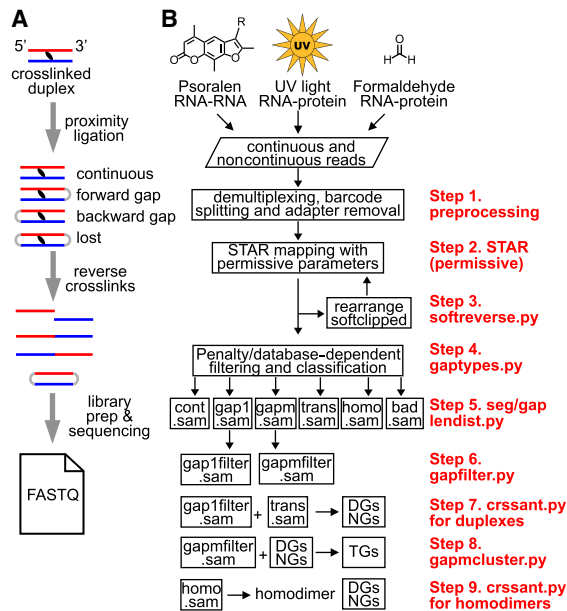 A
5’ 3’
crosslinked
duplex
proximity
ligation
continuous
forward gap
backward gap
lost
reverse
crosslinks
library
prep &
sequencing
FASTQ
B
R
O
O
O
UV
O
H
H
Psoralen
RNA-RNA
UV light
RNA-protein
Formaldehyde
RNA-protein
continuous and
noncontinuous reads
demultiplexing, barcode
splitting and adapter removal
Step 1.
preprocessing
STAR mapping with
permissive parameters
Step 2. STAR
(permissive)
rearrange
softclipped
Step 3.
softreverse.py
Penalty/database-dependent
filtering and classification
Step 4.
gaptypes.py
cont
.sam
gap1
.sam
gapm
.sam
trans
.sam
homo
.sam
bad
.sam
Step 5. seg/gap
lendist.py
gap1filter
.sam
gapmfilter
.sam
Step 6.
gapfilter.py
gap1filter
.sam
+
trans
.sam
DGs
NGs
Step 7. crssant.py
for duplexes
gapmfilter
.sam
+
DGs
NGs
TGs
Step 8.
gapmcluster.py
homo
.sam
homodimer
DGs
NGs
Step 9. crssant.py
for homodimers